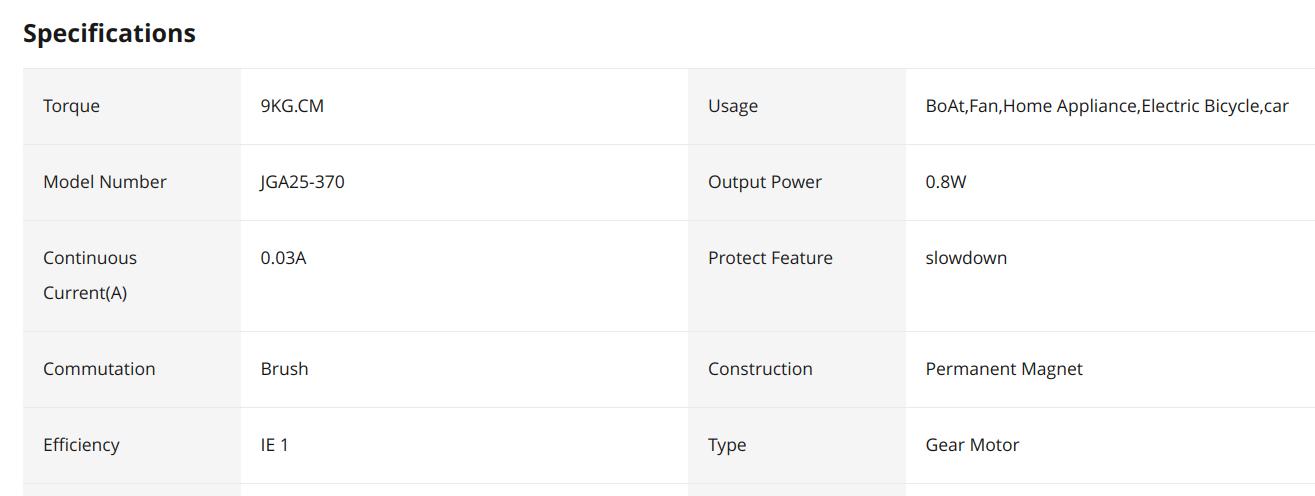 Specifications
Torque 9KG.CM Usage BoAt,Fan,Home Appliance,Electric Bicycle,car
Model Number JGA25-370 Output Power 0.8W
Continuous 0.03A Protect Feature slowdown
Current(A)
Commutation Brush Construction Permanent Magnet
Efficiency IE 1 Type Gear Motor